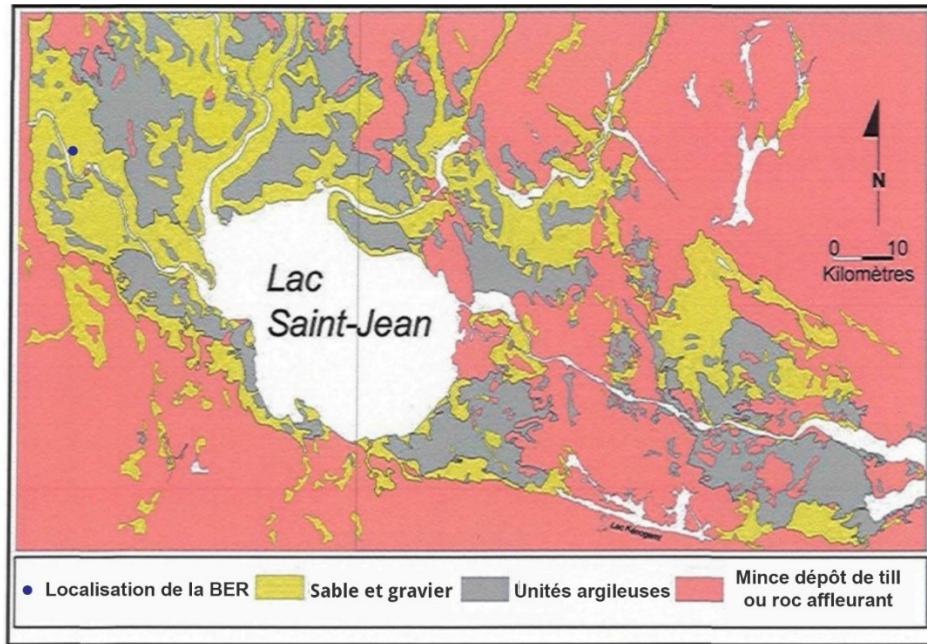 Lac
Saint-Jean
N
0 10
Kilomètres
Lac Kénogami
Localisation de la BER
Sable et gravier
Unités argileuses
Mince dépôt de till
ou roc affleurant